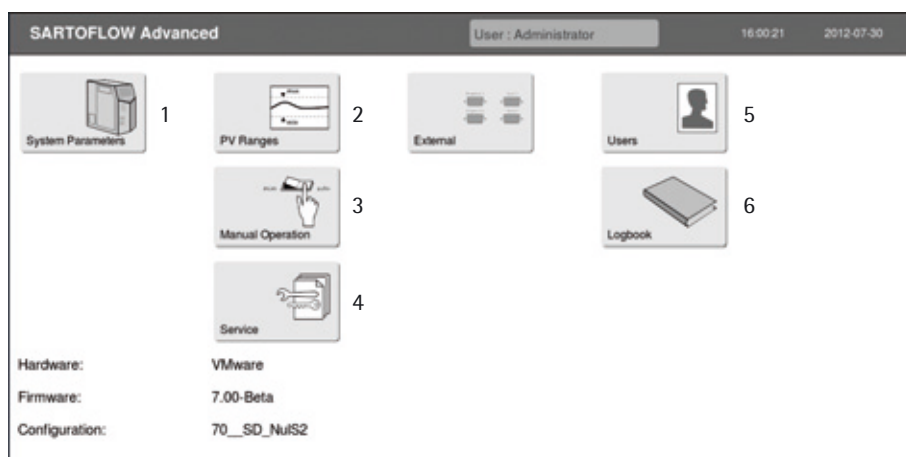 SARTOFLOW Advanced User : Administrator 16:00:21 2012-07-30
System Parameters 1 PV Ranges 2 External Users 5
Manual Operation 3 Logbook 6
Service 4
Hardware: VMware
Firmware: 7.00-Beta
Configuration: 70__SD_NulS2